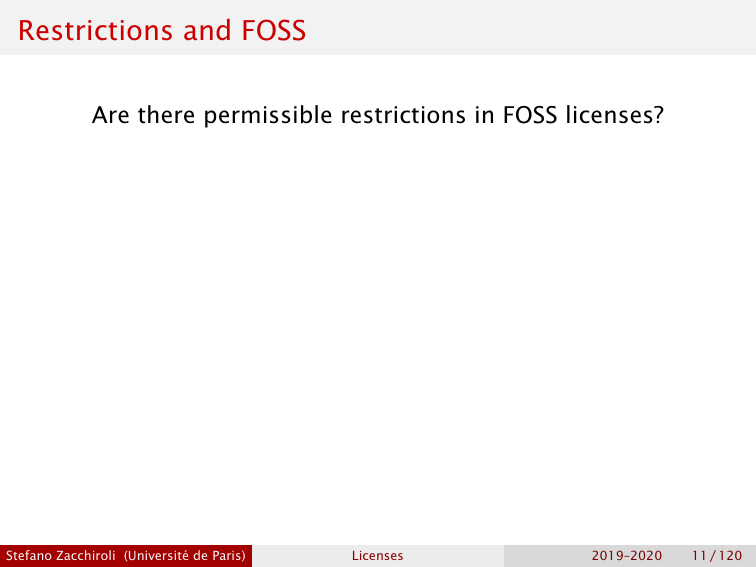 Restrictions and FOSS
Are there permissible restrictions in FOSS licenses?
Stefano Zacchiroli (Université de Paris) Licenses 2019–2020 11 / 120